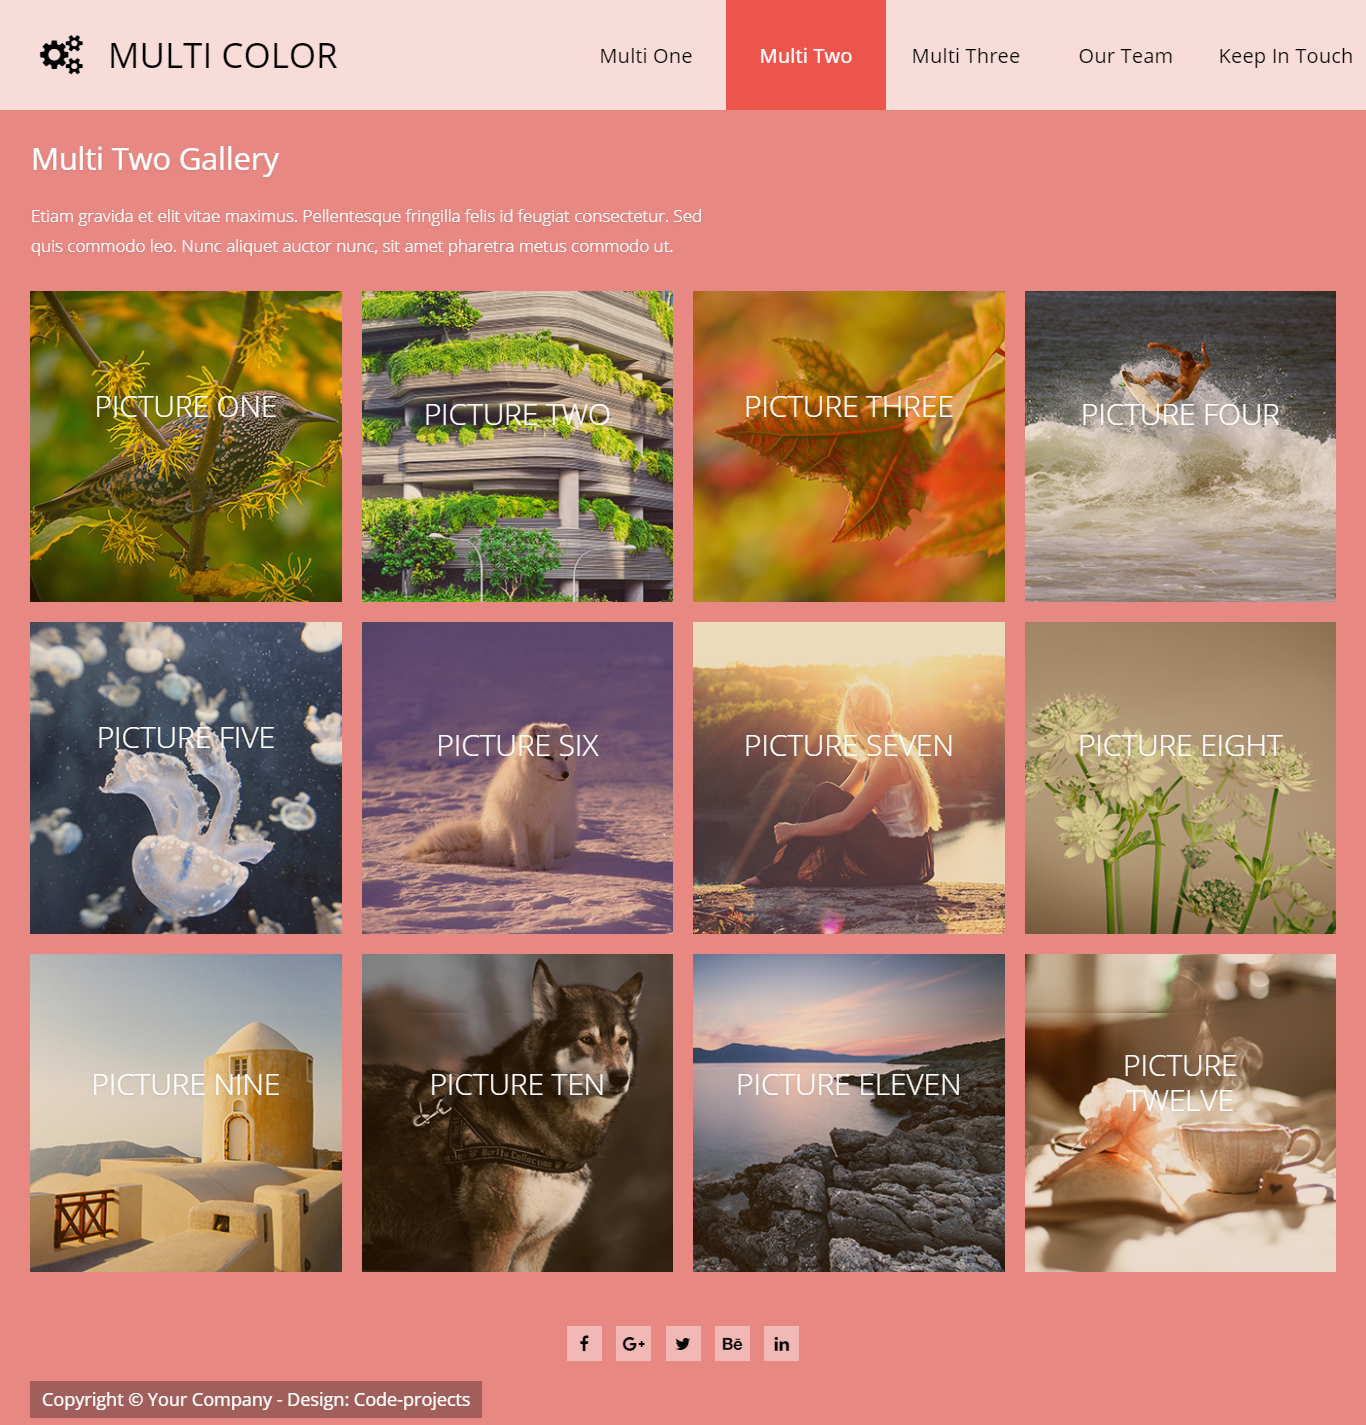 MULTI COLOR
Multi One
Multi Two
Multi Three
Our Team
Keep In Touch
Multi Two Gallery
Etiam gravida et elit vitae maximus. Pellentesque fringilla felis id feugiat consectetur. Sed
quis commodo leo. Nunc aliquet auctor nunc, sit amet pharetra metus commodo ut.
PICTURE ONE
PICTURE TWO
PICTURE THREE
PICTURE FOUR
PICTURE FIVE
PICTURE SIX
PICTURE SEVEN
PICTURE EIGHT
PICTURE NINE
PICTURE TEN
PICTURE ELEVEN
PICTURE
TWELVE
Collection
f
G+
Bē
in
Copyright © Your Company - Design: Code-projects